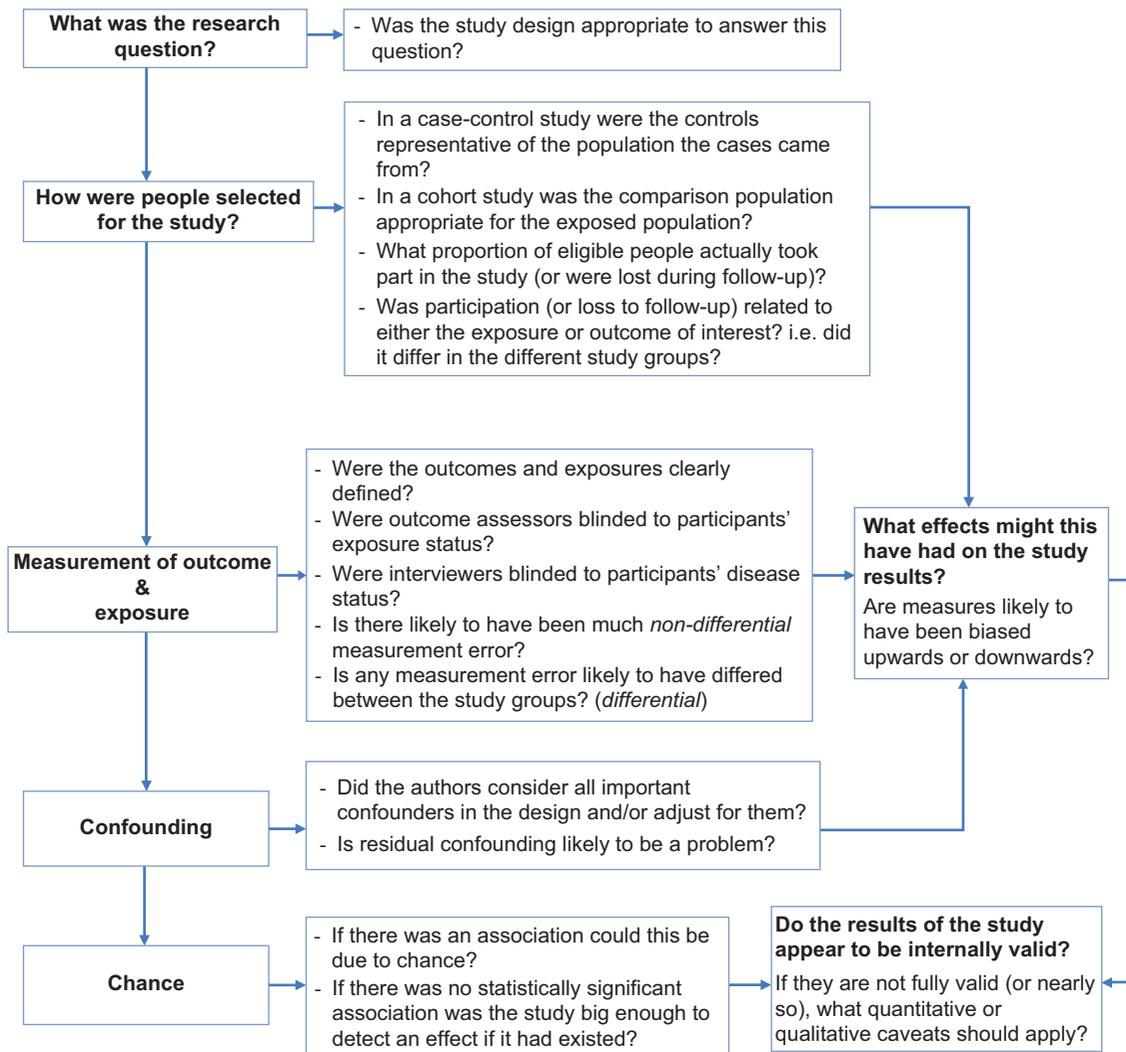 What was the research
question?
- Was the study design appropriate to answer this
question?
How were people selected
for the study?
- In a case-control study were the controls
representative of the population the cases came
from?
- In a cohort study was the comparison population
appropriate for the exposed population?
- What proportion of eligible people actually took
part in the study (or were lost during follow-up)?
- Was participation (or loss to follow-up) related to
either the exposure or outcome of interest? i.e. did
it differ in the different study groups?
Measurement of outcome
&
exposure
- Were the outcomes and exposures clearly
defined?
- Were outcome assessors blinded to participants’
exposure status?
- Were interviewers blinded to participants’ disease
status?
- Is there likely to have been much non-differential
measurement error?
- Is any measurement error likely to have differed
between the study groups? (differential)
What effects might this
have had on the study
results?
Are measures likely to
have been biased
upwards or downwards?
Confounding
- Did the authors consider all important
confounders in the design and/or adjust for them?
- Is residual confounding likely to be a problem?
Chance
- If there was an association could this be
due to chance?
- If there was no statistically significant
association was the study big enough to
detect an effect if it had existed?
Do the results of the study
appear to be internally valid?
If they are not fully valid (or nearly
so), what quantitative or
qualitative caveats should apply?